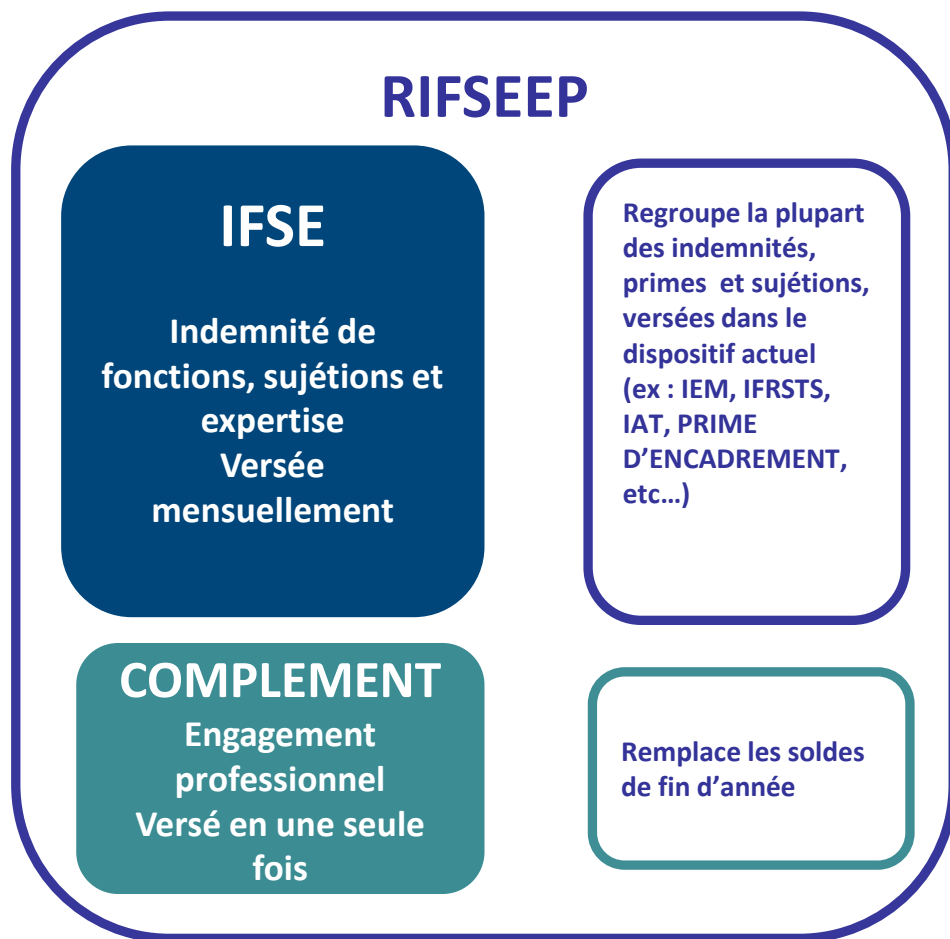 RIFSEEP
IFSE
Indemnité de
fonctions, sujétions et
expertise
Versée
mensuellement
Regroupe la plupart
des indemnités,
primes et sujétions,
versées dans le
dispositif actuel
(ex : IEM, IFRSTS,
IAT, PRIME
D’ENCADREMENT,
etc…)
COMPLEMENT
Engagement
professionnel
Versé en une seule
fois
Remplace les soldes
de fin d’année